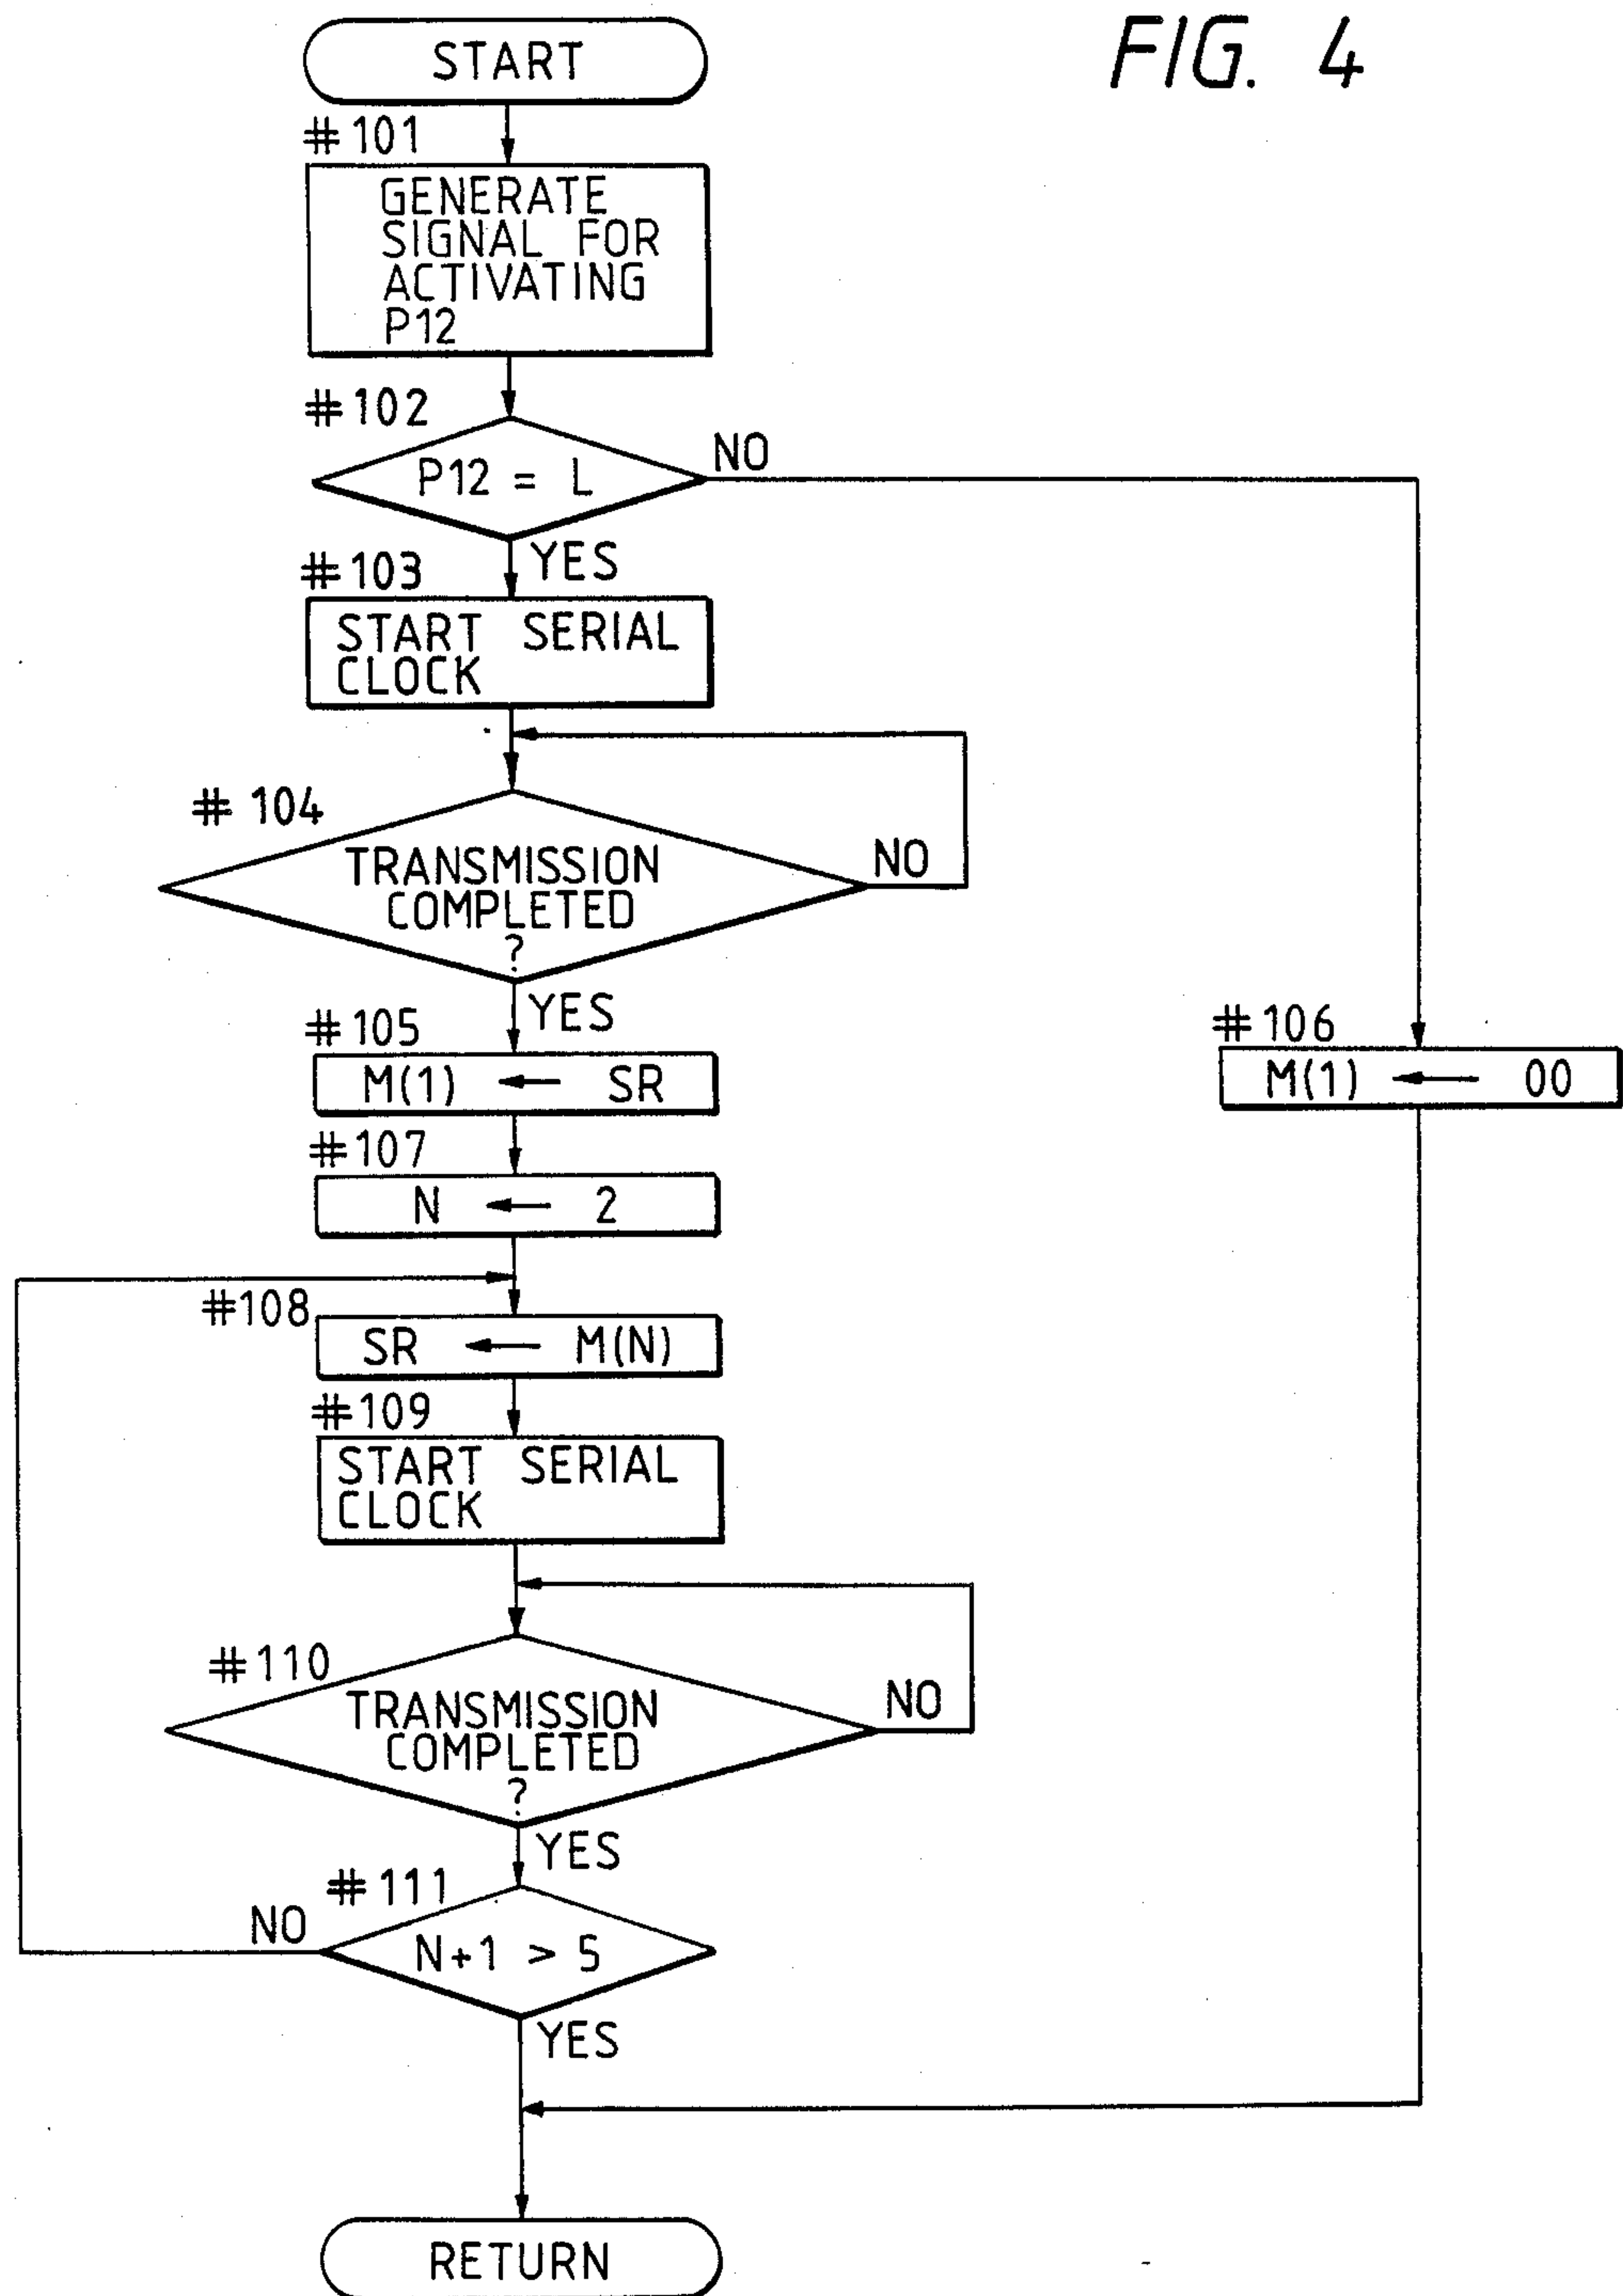 FIG. 4
START
#101
GENERATE
SIGNAL FOR
ACTIVATING
P12
#102
P12 = L
NO
YES
#103
START SERIAL
CLOCK
#104
TRANSMISSION
COMPLETED
?
NO
YES
#105
M(1) ← SR
#106
M(1) ← 00
#107
N ← 2
#108
SR ← M(N)
#109
START SERIAL
CLOCK
#110
TRANSMISSION
COMPLETED
?
NO
YES
#111
N+1 > 5
NO
YES
RETURN